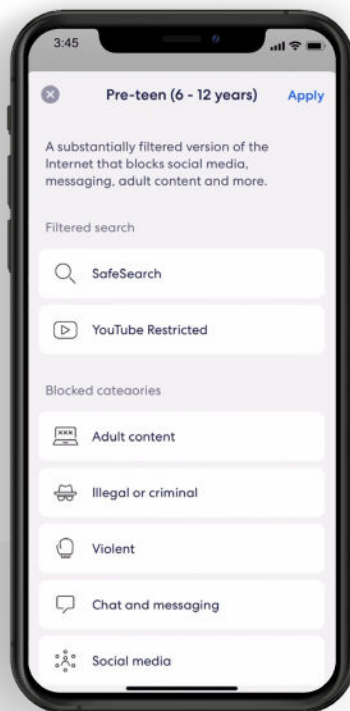 3:45
Pre-teen (6 - 12 years) Apply
A substantially filtered version of the
Internet that blocks social media,
messaging, adult content and more.
Filtered search
SafeSearch
YouTube Restricted
Blocked categories
XXX
Adult content
Illegal or criminal
Violent
Chat and messaging
Social media